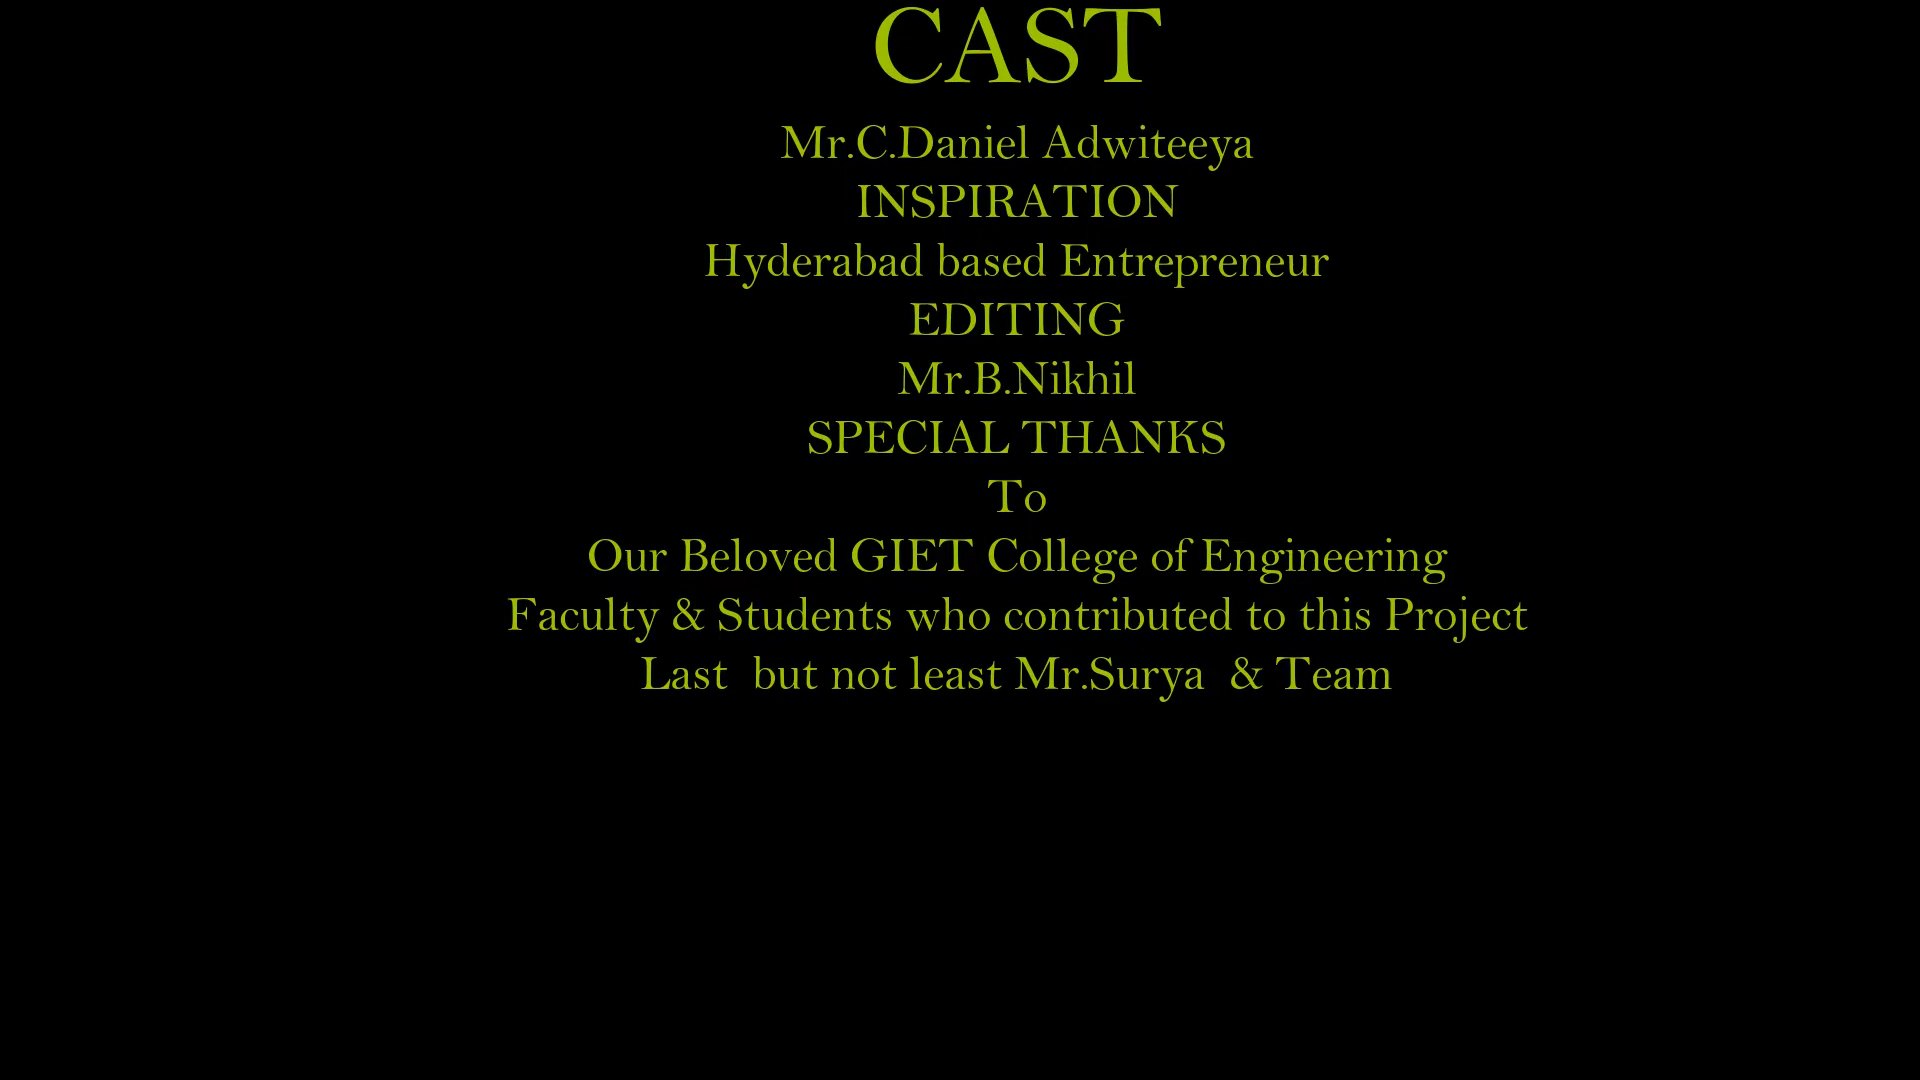 CAST
Mr.C.Daniel Adwiteeya
INSPIRATION
Hyderabad based Entrepreneur
EDITING
Mr.B.Nikhil
SPECIAL THANKS
To
Our Beloved GIET College of Engineering
Faculty & Students who contributed to this Project
Last  but not least Mr.Surya  & Team